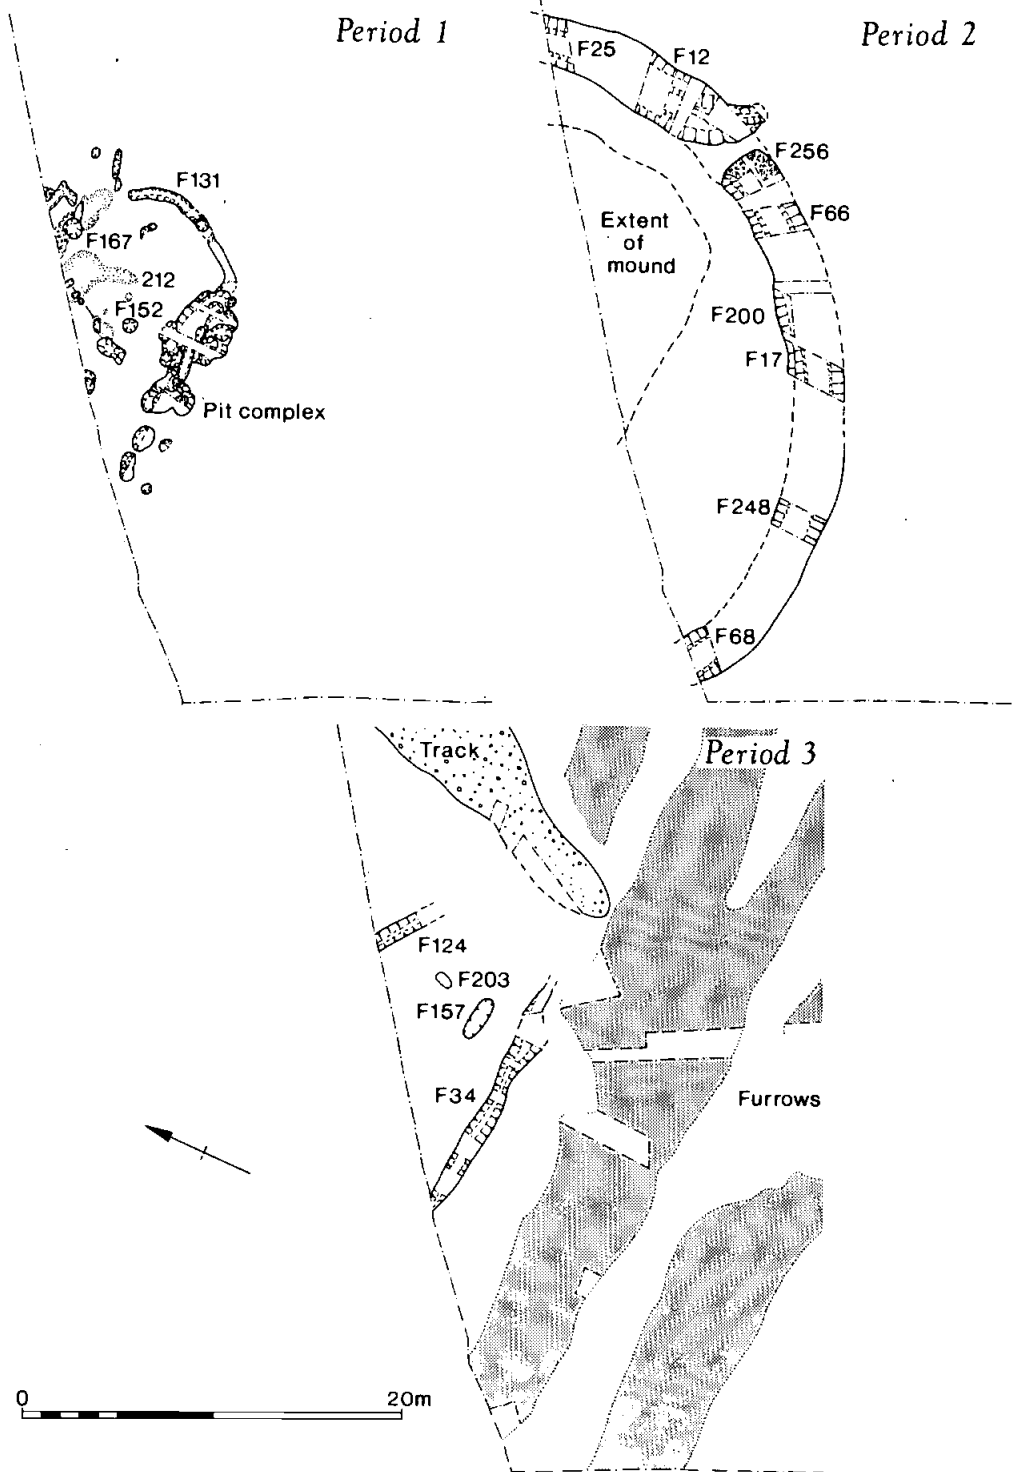 Period 1
F131
F167
212
F152
Pit complex
Period 2
F25
F12
F256
F66
Extent
of
mound
F200
F17
F248
F68
Period 3
Track
F124
F203
F157
F34
Furrows
0
20m